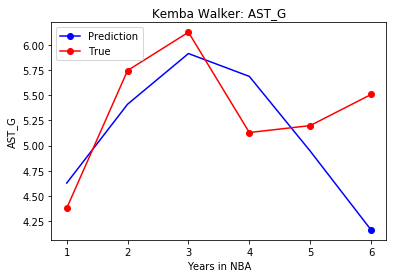 Kemba Walker: AST_G
Prediction
True
AST_G
6.00
5.75
5.50
5.25
5.00
4.75
4.50
4.25
1 2 3 4 5 6
Years in NBA